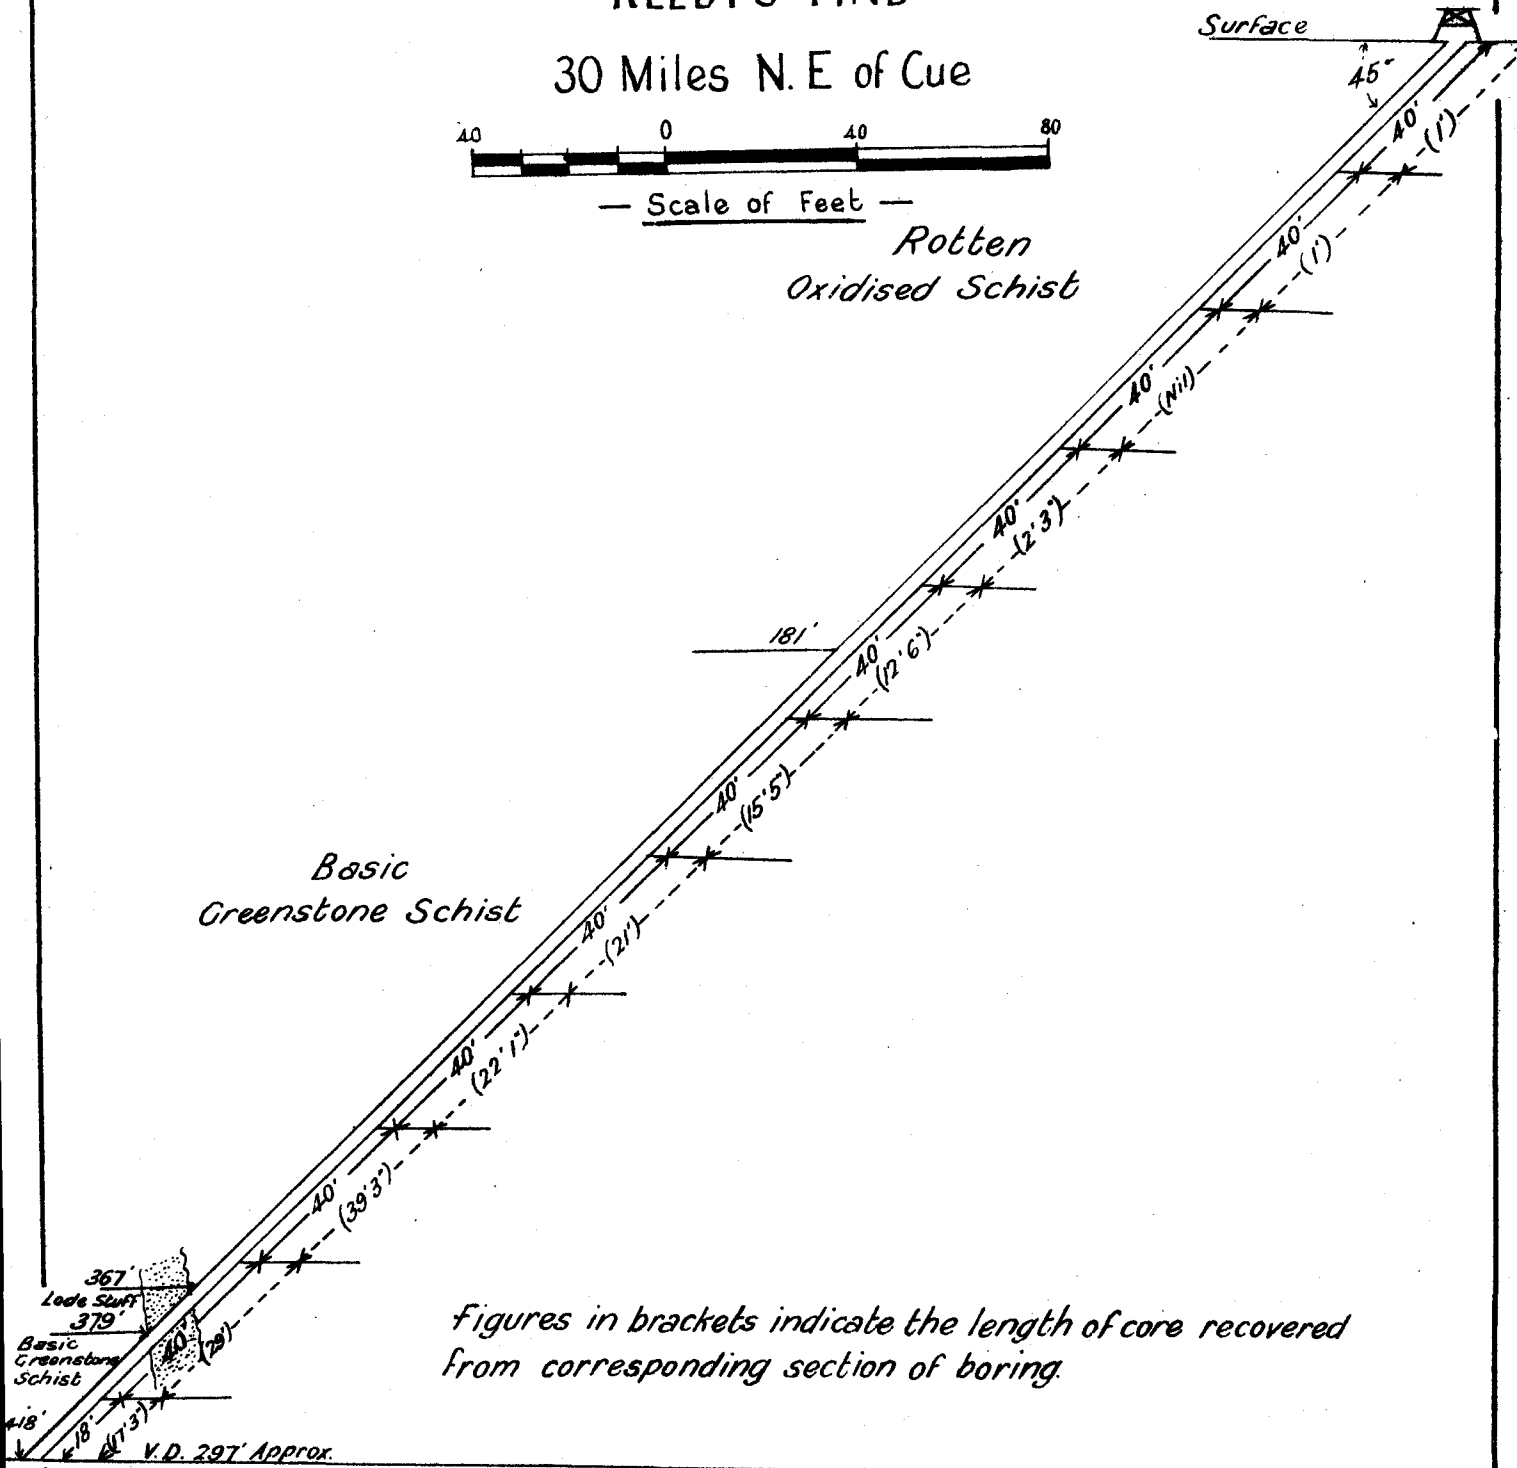 REEDY'S FIND
30 Miles N. E of Cue
40 0 40 80
— Scale of Feet —
Surface
45°
Rotten
Oxidised Schist
40' (1')
40' (1')
40' (Nil)
40' (2'3")
181'
40' (12'6")
40' (15'5")
Basic
Greenstone Schist
40' (21')
40' (22'1")
40' (39'3")
367'
Lode Stuff
379'
40' (29')
Basic
Greenstone
Schist
418'
18' (17'3")
V.D. 297' Approx.
Figures in brackets indicate the length of core recovered
from corresponding section of boring.